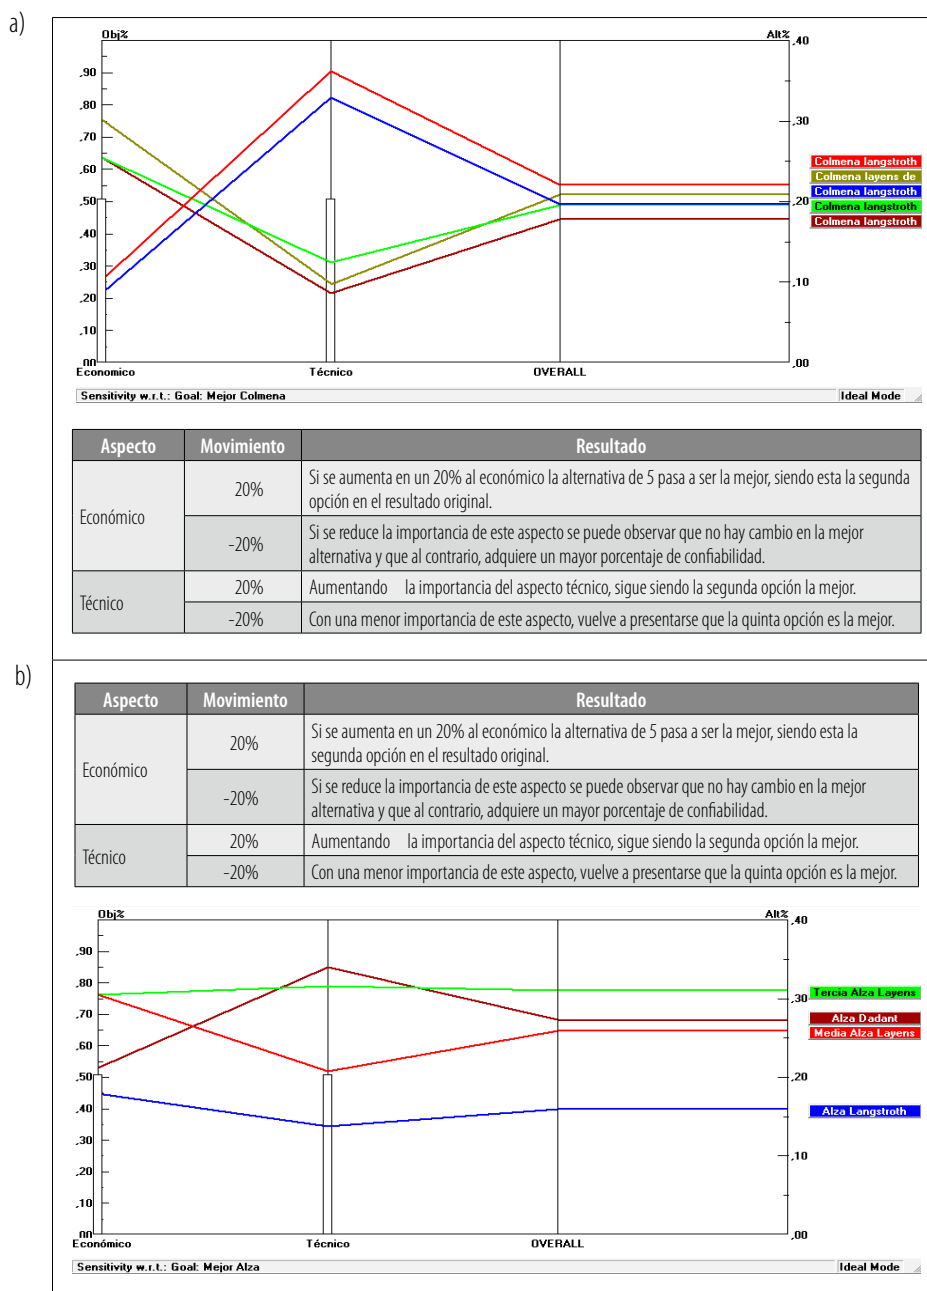 a)
Obj%
Alt%
,90
,80
,70
,60
,50
,40
,30
,20
,10
,00
,40
,30
,20
,10
,00
Colmena langstroth
Colmena layens de
Colmena langstroth
Colmena langstroth
Colmena langstroth
Economico
Técnico
OVERALL
Sensitivity w.r.t.: Goal: Mejor Colmena
Ideal Mode
Aspecto Movimiento Resultado
Económico
20%
Si se aumenta en un 20% al económico la alternativa de 5 pasa a ser la mejor, siendo esta la segunda
opción en el resultado original.
-20%
Si se reduce la importancia de este aspecto se puede observar que no hay cambio en la mejor
alternativa y que al contrario, adquiere un mayor porcentaje de confiabilidad.
Técnico
20%
Aumentando la importancia del aspecto técnico, sigue siendo la segunda opción la mejor.
-20%
Con una menor importancia de este aspecto, vuelve a presentarse que la quinta opción es la mejor.
b)
Aspecto Movimiento Resultado
Económico
20%
Si se aumenta en un 20% al económico la alternativa de 5 pasa a ser la mejor, siendo esta la
segunda opción en el resultado original.
-20%
Si se reduce la importancia de este aspecto se puede observar que no hay cambio en la mejor
alternativa y que al contrario, adquiere un mayor porcentaje de confiabilidad.
Técnico
20%
Aumentando la importancia del aspecto técnico, sigue siendo la segunda opción la mejor.
-20%
Con una menor importancia de este aspecto, vuelve a presentarse que la quinta opción es la mejor.
Obj%
Alt%
,90
,80
,70
,60
,50
,40
,30
,20
,10
,00
,40
,30
,20
,10
,00
Tercia Alza Layens
Alza Dadant
Media Alza Layens
Alza Langstroth
Económico
Técnico
OVERALL
Sensitivity w.r.t.: Goal: Mejor Alza
Ideal Mode